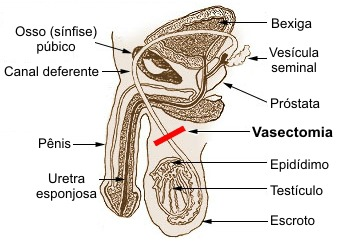 Osso (sínfise)
púbico
Canal deferente
Pênis
Uretra
esponjosa
Bexiga
Vesícula
seminal
Próstata
Vasectomia
Epidídimo
Testículo
Escroto